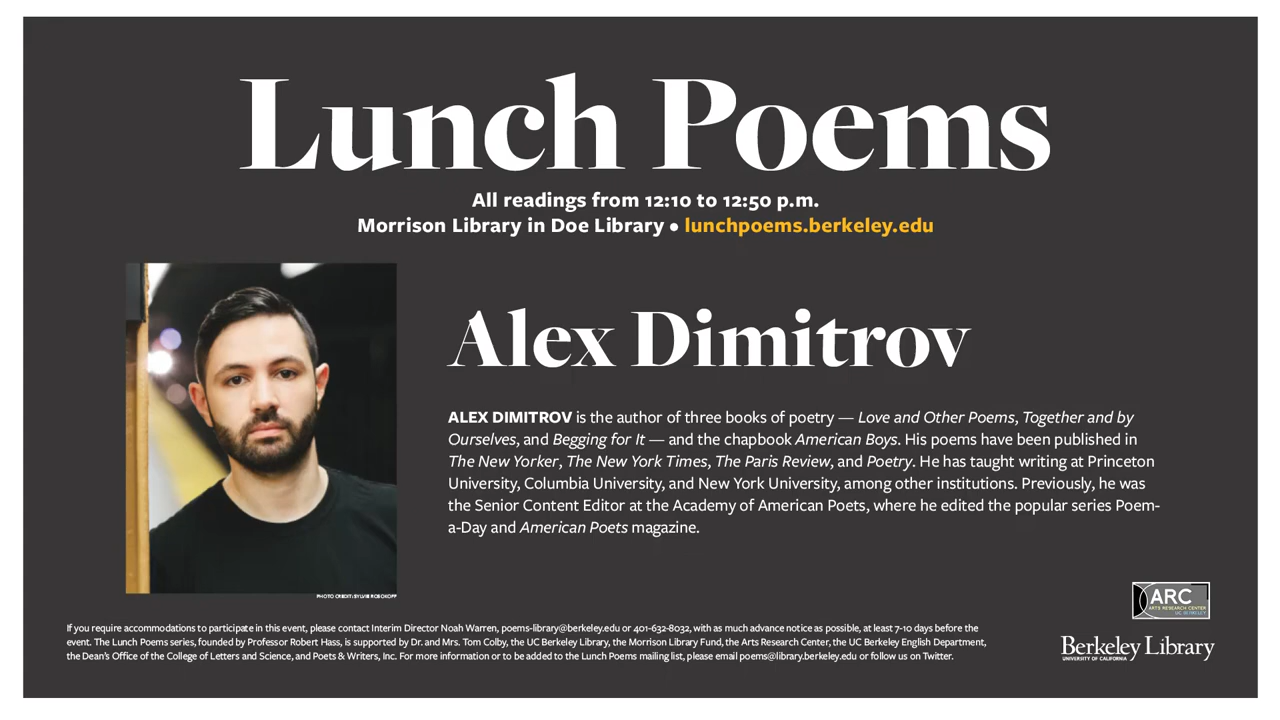 Lunch Poems
All readings from 12:10 to 12:50 p.m.
Morrison Library in Doe Library • lunchpoems.berkeley.edu
Alex Dimitrov
ALEX DIMITROV is the author of three books of poetry — Love and Other Poems, Together and by
Ourselves, and Begging for It — and the chapbook American Boys. His poems have been published in
The New Yorker, The New York Times, The Paris Review, and Poetry. He has taught writing at Princeton
University, Columbia University, and New York University, among other institutions. Previously, he was
the Senior Content Editor at the Academy of American Poets, where he edited the popular series Poem-
a-Day and American Poets magazine.
PHOTO CREDIT: SYLVIE ROSOKOFF
If you require accommodations to participate in this event, please contact Interim Director Noah Warren, poems-library@berkeley.edu or 401-632-8032, with as much advance notice as possible, at least 7-10 days before the
event. The Lunch Poems series, founded by Professor Robert Hass, is supported by Dr. and Mrs. Tom Colby, the UC Berkeley Library, the Morrison Library Fund, the Arts Research Center, the UC Berkeley English Department,
the Dean's Office of the College of Letters and Science, and Poets & Writers, Inc. For more information or to be added to the Lunch Poems mailing list, please email poems@library.berkeley.edu or follow us on Twitter.
ARC
ARTS RESEARCH CENTER
UC BERKELEY
Berkeley Library
UNIVERSITY OF CALIFORNIA